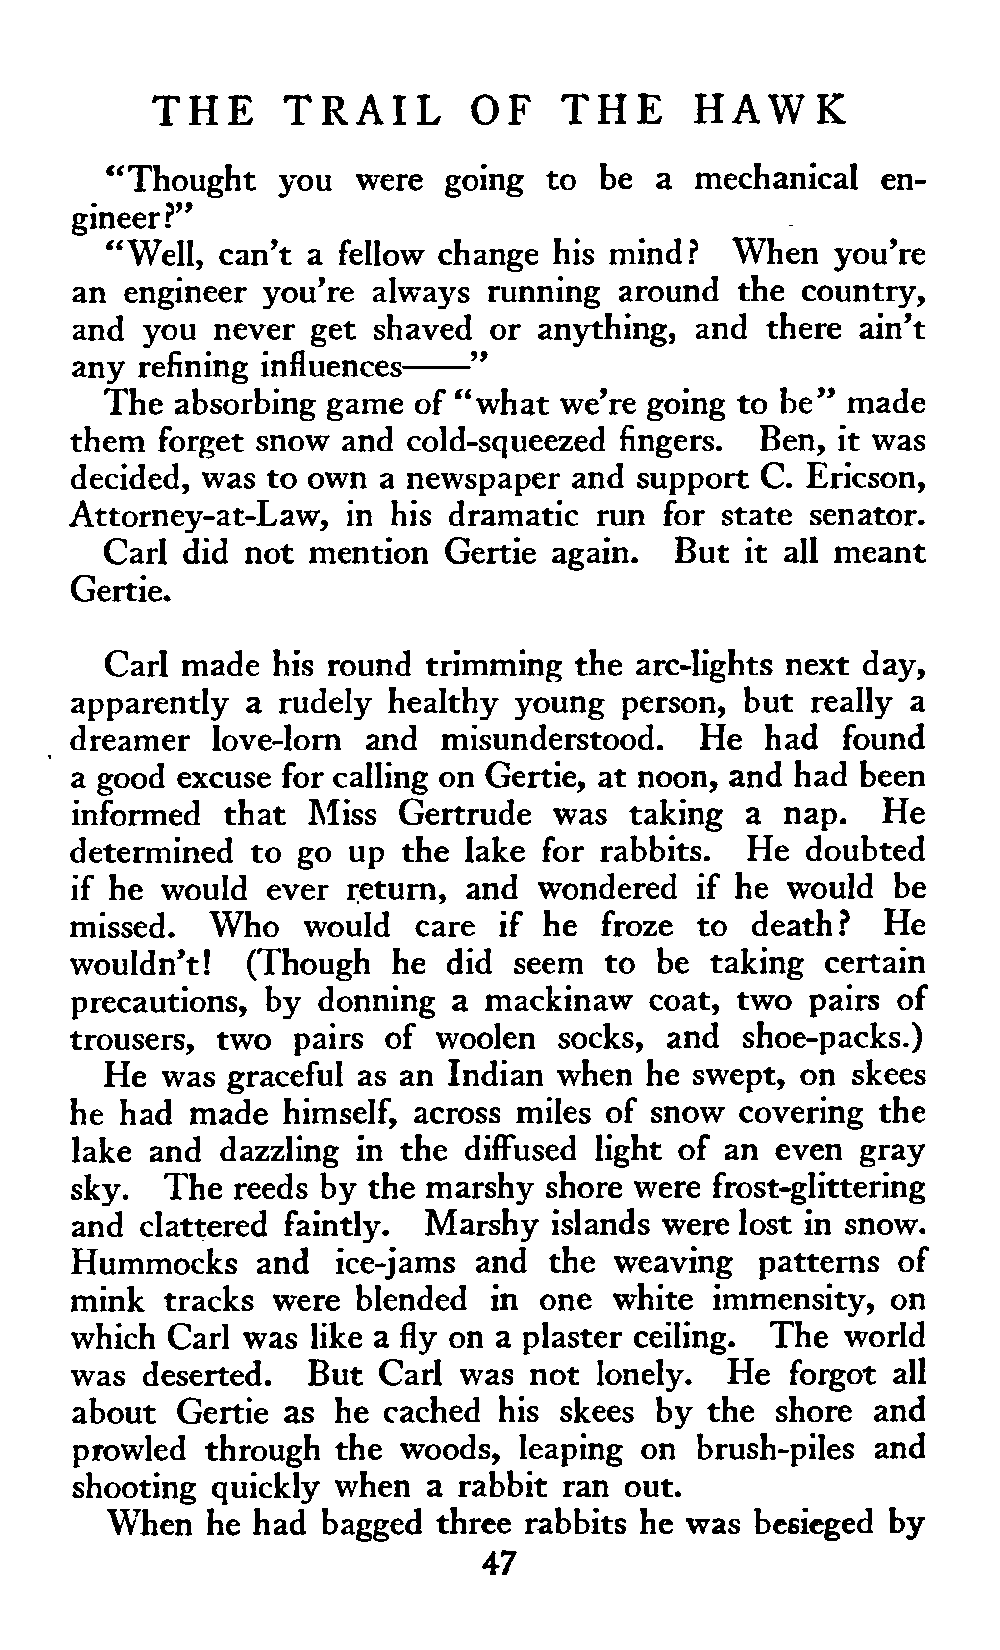 THE TRAIL OF THE HAWK
“Thought you were going to be a mechanical en-
gineer?”
“Well, can't a fellow change his mind? When you're
an engineer you're always running around the country,
and you never get shaved or anything, and there ain't
any refining influences——”
The absorbing game of “what we're going to be” made
them forget snow and cold-squeezed fingers. Ben, it was
decided, was to own a newspaper and support C. Ericson,
Attorney-at-Law, in his dramatic run for state senator.
Carl did not mention Gertie again. But it all meant
Gertie.
Carl made his round trimming the arc-lights next day,
apparently a rudely healthy young person, but really a
dreamer love-lorn and misunderstood. He had found
a good excuse for calling on Gertie, at noon, and had been
informed that Miss Gertrude was taking a nap. He
determined to go up the lake for rabbits. He doubted
if he would ever return, and wondered if he would be
missed. Who would care if he froze to death? He
wouldn't! (Though he did seem to be taking certain
precautions, by donning a mackinaw coat, two pairs of
trousers, two pairs of woolen socks, and shoe-packs.)
He was graceful as an Indian when he swept, on skees
he had made himself, across miles of snow covering the
lake and dazzling in the diffused light of an even gray
sky. The reeds by the marshy shore were frost-glittering
and clattered faintly. Marshy islands were lost in snow.
Hummocks and ice-jams and the weaving patterns of
mink tracks were blended in one white immensity, on
which Carl was like a fly on a plaster ceiling. The world
was deserted. But Carl was not lonely. He forgot all
about Gertie as he cached his skees by the shore and
prowled through the woods, leaping on brush-piles and
shooting quickly when a rabbit ran out.
When he had bagged three rabbits he was besieged by
47